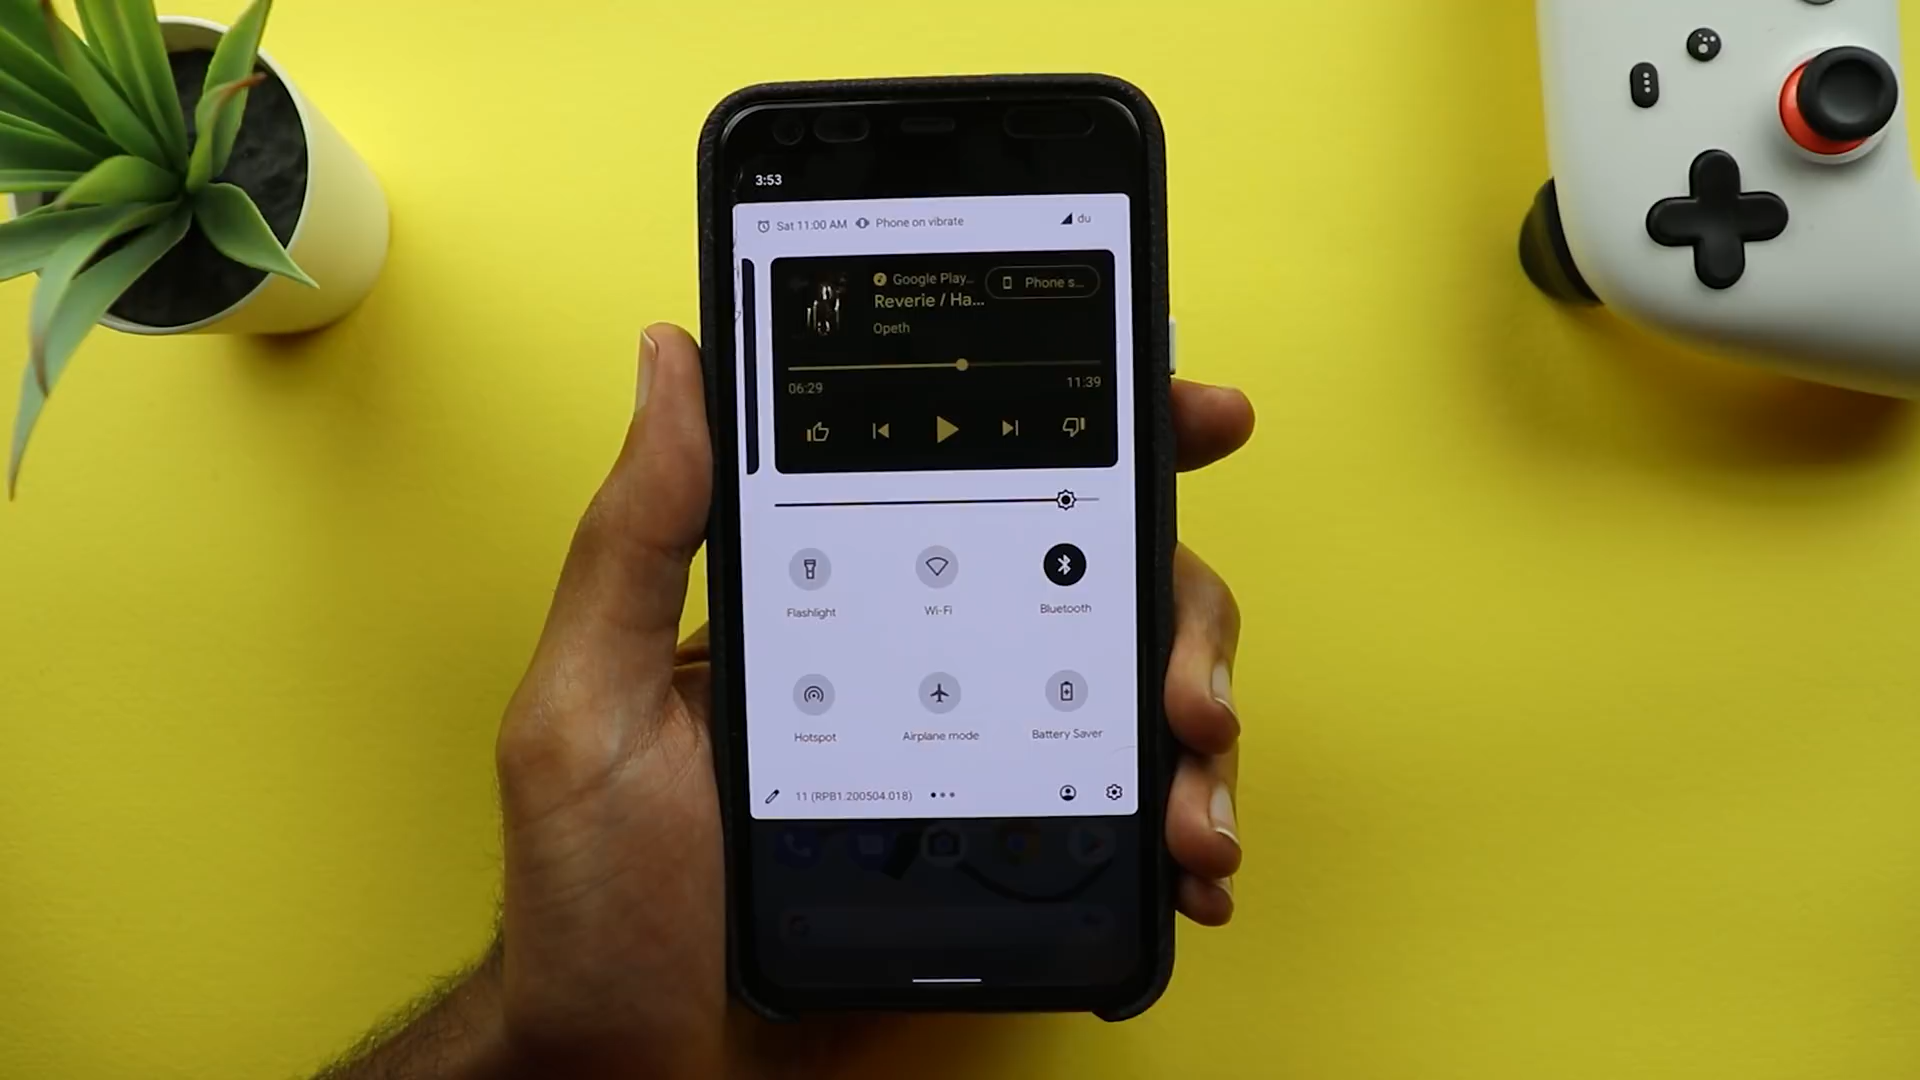 3:53
Sat 11:00 AM Phone on vibrate du
Google Play... Phone s...
Reverie / Ha...
Opeth
06:29 11:39
Flashlight Wi-Fi Bluetooth
Hotspot Airplane mode Battery Saver
11 (RPB1.200504.018)